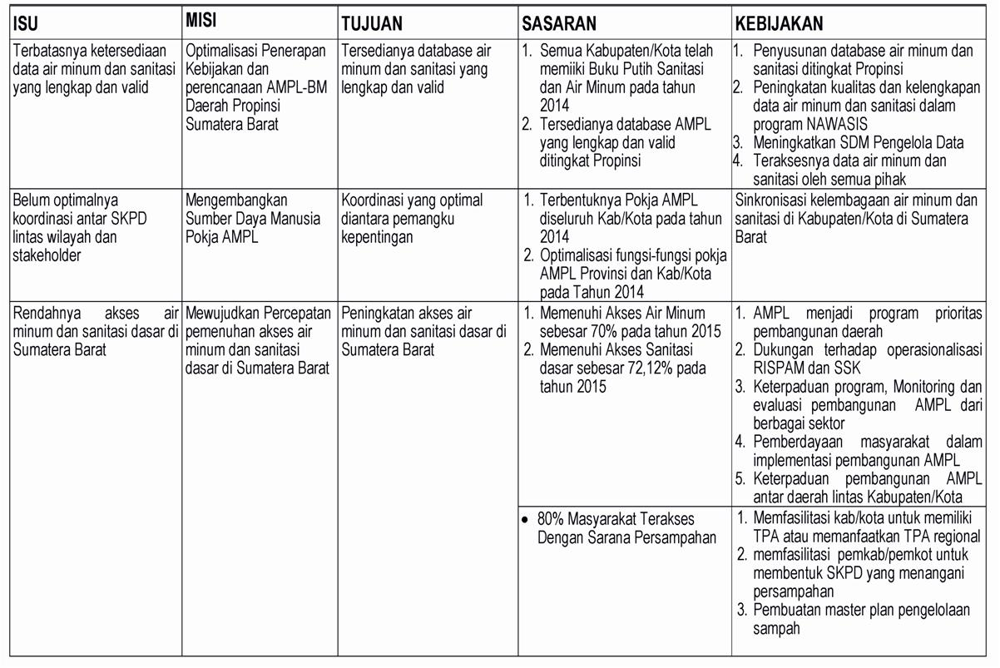 ISU
MISI
TUJUAN
SASARAN
KEBIJAKAN
Terbatasnya ketersediaan
data air minum dan sanitasi
yang lengkap dan valid
Optimalisasi Penerapan
Kebijakan dan
perencanaan AMPL-BM
Daerah Propinsi
Sumatera Barat
Tersedianya database air
minum dan sanitasi yang
lengkap dan valid
1. Semua Kabupaten/Kota telah
memiiki Buku Putih Sanitasi
dan Air Minum pada tahun
2014
2. Tersedianya database AMPL
yang lengkap dan valid
ditingkat Propinsi
1. Penyusunan database air minum dan
sanitasi ditingkat Propinsi
2. Peningkatan kualitas dan kelengkapan
data air minum dan sanitasi dalam
program NAWASIS
3. Meningkatkan SDM Pengelola Data
4. Teraksesnya data air minum dan
sanitasi oleh semua pihak
Belum optimalnya
koordinasi antar SKPD
lintas wilayah dan
stakeholder
Mengembangkan
Sumber Daya Manusia
Pokja AMPL
Koordinasi yang optimal
diantara pemangku
kepentingan
1. Terbentuknya Pokja AMPL
diseluruh Kab/Kota pada tahun
2014
2. Optimalisasi fungsi-fungsi pokja
AMPL Provinsi dan Kab/Kota
pada Tahun 2014
Sinkronisasi kelembagaan air minum dan
sanitasi di Kabupaten/Kota di Sumatera
Barat
Rendahnya akses air
minum dan sanitasi dasar di
Sumatera Barat
Mewujudkan Percepatan
pemenuhan akses air
minum dan sanitasi
dasar di Sumatera Barat
Peningkatan akses air
minum dan sanitasi dasar di
Sumatera Barat
1. Memenuhi Akses Air Minum
sebesar 70% pada tahun 2015
2. Memenuhi Akses Sanitasi
dasar sebesar 72,12% pada
tahun 2015
1. AMPL menjadi program prioritas
pembangunan daerah
2. Dukungan terhadap operasionalisasi
RISPAM dan SSK
3. Keterpaduan program, Monitoring dan
evaluasi pembangunan AMPL dari
berbagai sektor
4. Pemberdayaan masyarakat dalam
implementasi pembangunan AMPL
5. Keterpaduan pembangunan AMPL
antar daerah lintas Kabupaten/Kota
• 80% Masyarakat Terakses
Dengan Sarana Persampahan
1. Memfasilitasi kab/kota untuk memiliki
TPA atau memanfaatkan TPA regional
2. memfasilitasi pemkab/pemkot untuk
membentuk SKPD yang menangani
persampahan
3. Pembuatan master plan pengelolaan
sampah